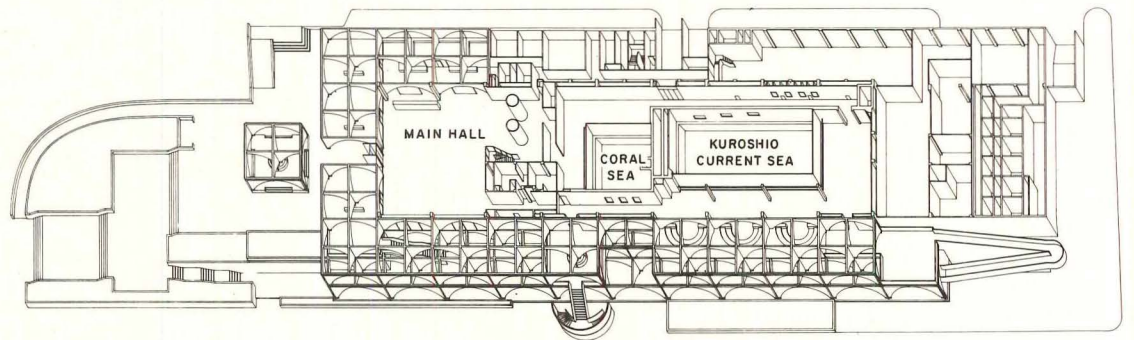 MAIN HALL
CORAL
SEA
KUROSHIO
CURRENT SEA